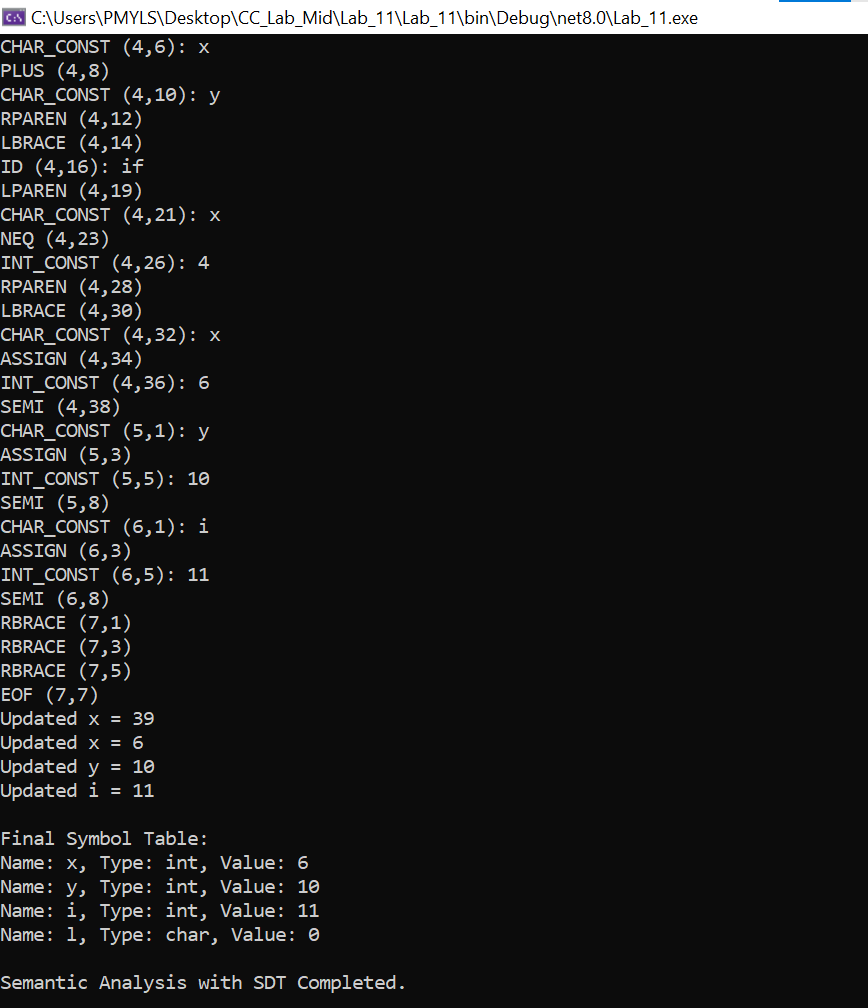 C:\Users\PMYLS\Desktop\CC_Lab_Mid\Lab_11\Lab_11\bin\Debug\net8.0\Lab_11.exe
CHAR_CONST (4,6): x
PLUS (4,8)
CHAR_CONST (4,10): y
RPAREN (4,12)
LBRACE (4,14)
ID (4,16): if
LPAREN (4,19)
CHAR_CONST (4,21): x
NEQ (4,23)
INT_CONST (4,26): 4
RPAREN (4,28)
LBRACE (4,30)
CHAR_CONST (4,32): x
ASSIGN (4,34)
INT_CONST (4,36): 6
SEMI (4,38)
CHAR_CONST (5,1): y
ASSIGN (5,3)
INT_CONST (5,5): 10
SEMI (5,8)
CHAR_CONST (6,1): i
ASSIGN (6,3)
INT_CONST (6,5): 11
SEMI (6,8)
RBRACE (7,1)
RBRACE (7,3)
RBRACE (7,5)
EOF (7,7)
Updated x = 39
Updated x = 6
Updated y = 10
Updated i = 11
Final Symbol Table:
Name: x, Type: int, Value: 6
Name: y, Type: int, Value: 10
Name: i, Type: int, Value: 11
Name: l, Type: char, Value: 0
Semantic Analysis with SDT Completed.